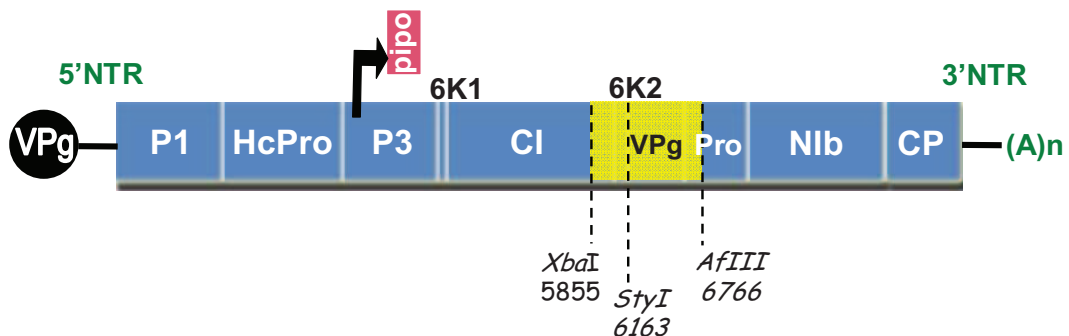 pipo
5’NTR
3’NTR
6K1
6K2
VPg
P1
HcPro
P3
CI
VPg
Pro
NIb
CP
(A)n
XbaI
5855
StyI
6163
AfIII
6766